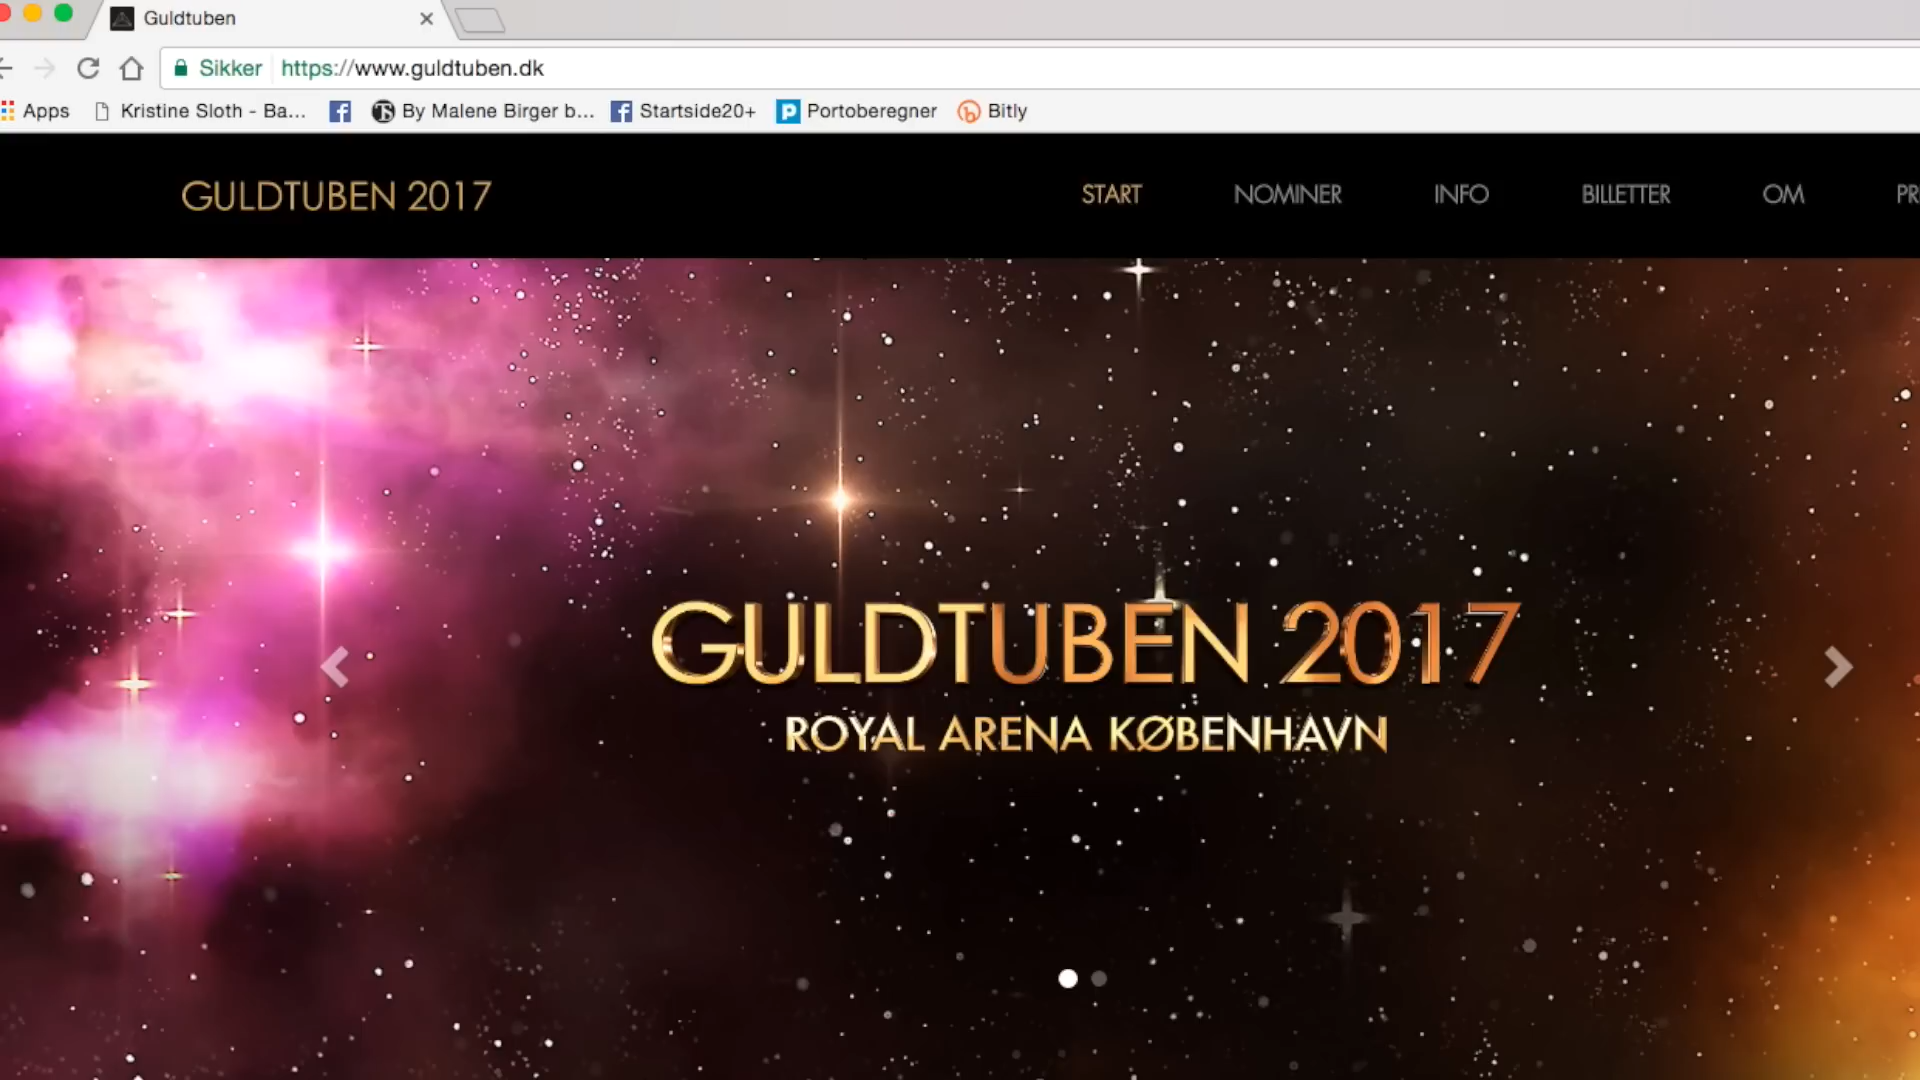 Guldtuben
Sikker https://www.guldtuben.dk
Apps Kristine Sloth - Ba... By Malene Birger b... Startside20+ Portoberegner Bitly
GULDTUBEN 2017 START NOMINER INFO BILLETTER OM PR
GULDTUBEN 2017
ROYAL ARENA KØBENHAVN